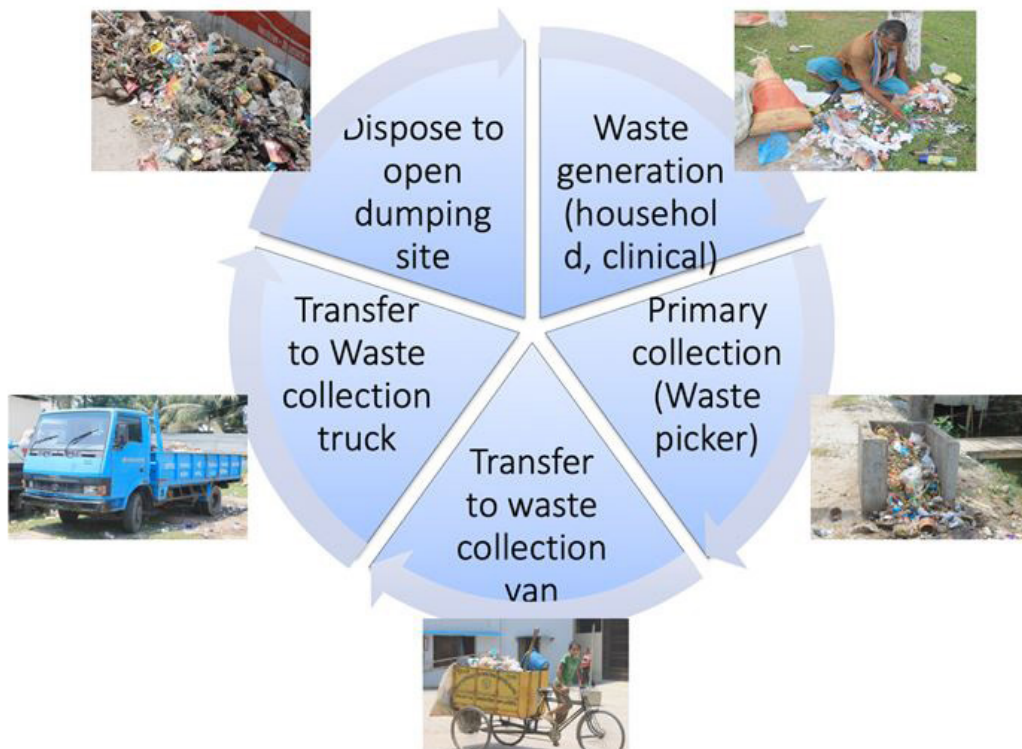 Dispose to
open
dumping
site
Waste
generation
(househol
d, clinical)
Primary
collection
(Waste
picker)
Transfer
to waste
collection
van
Transfer
to Waste
collection
truck